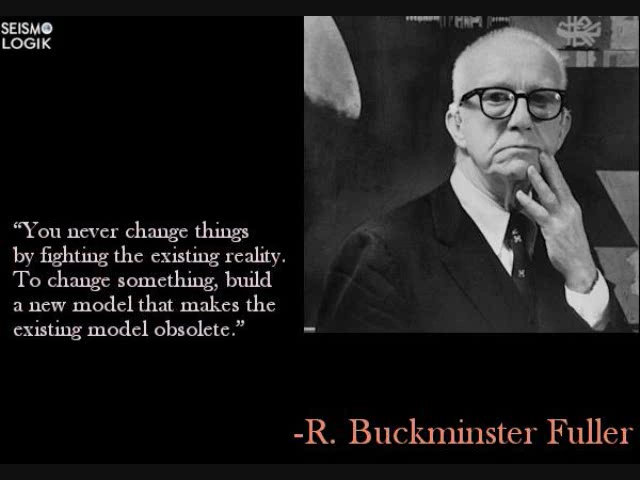 SEISMO
LOGIK
“You never change things
by fighting the existing reality.
To change something, build
a new model that makes the
existing model obsolete.”
-R. Buckminster Fuller